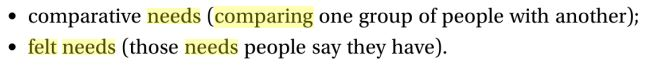 • comparative needs (comparing one group of people with another);
• felt needs (those needs people say they have).